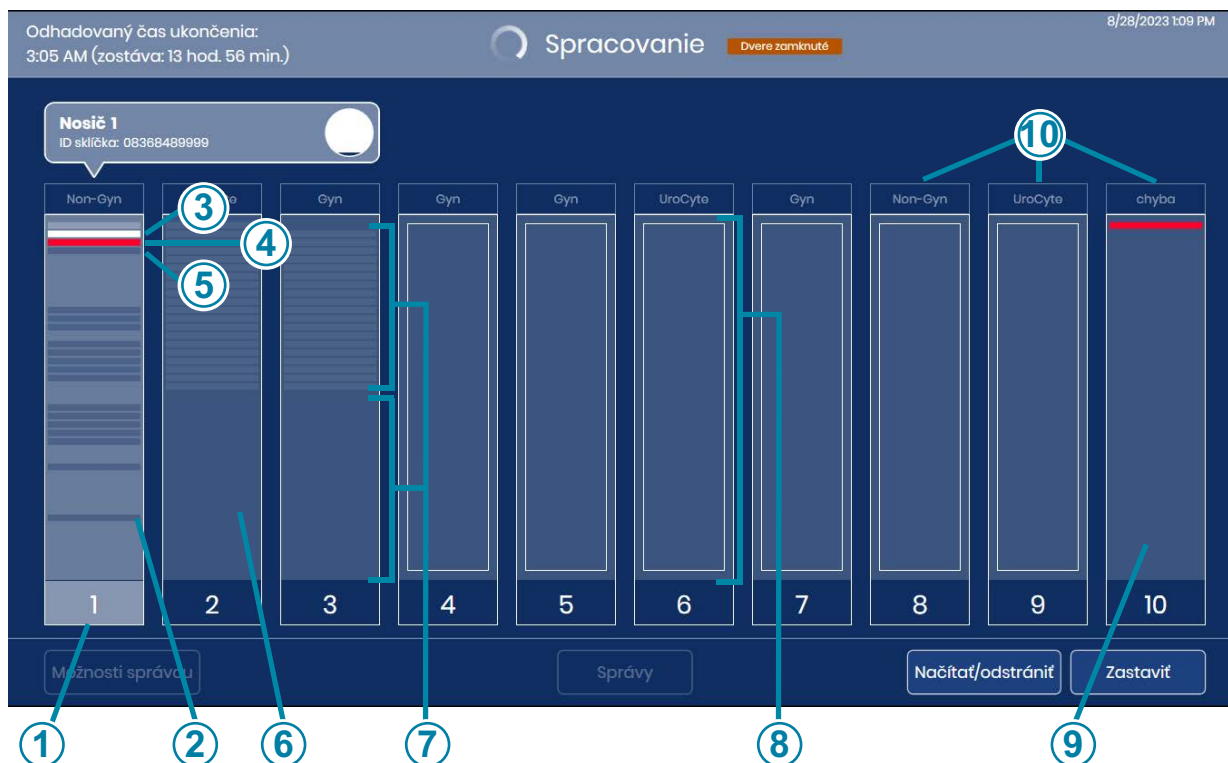 Odhadovaný čas ukončenia:
3:05 AM (zostáva: 13 hod. 56 min.)
Spracovanie
Dvere zamknuté
8/28/2023 1:09 PM
Nosič 1
ID sklíčka: 08368489999
10
Non-Gyn
Gyn
Gyn
Gyn
UroCyte
Gyn
Non-Gyn
UroCyte
chyba
3
4
5
1
2
3
4
5
6
7
8
9
10
Možnosti správou
Správy
Načítať/odstrániť
Zastaviť
1
2
6
7
8
9